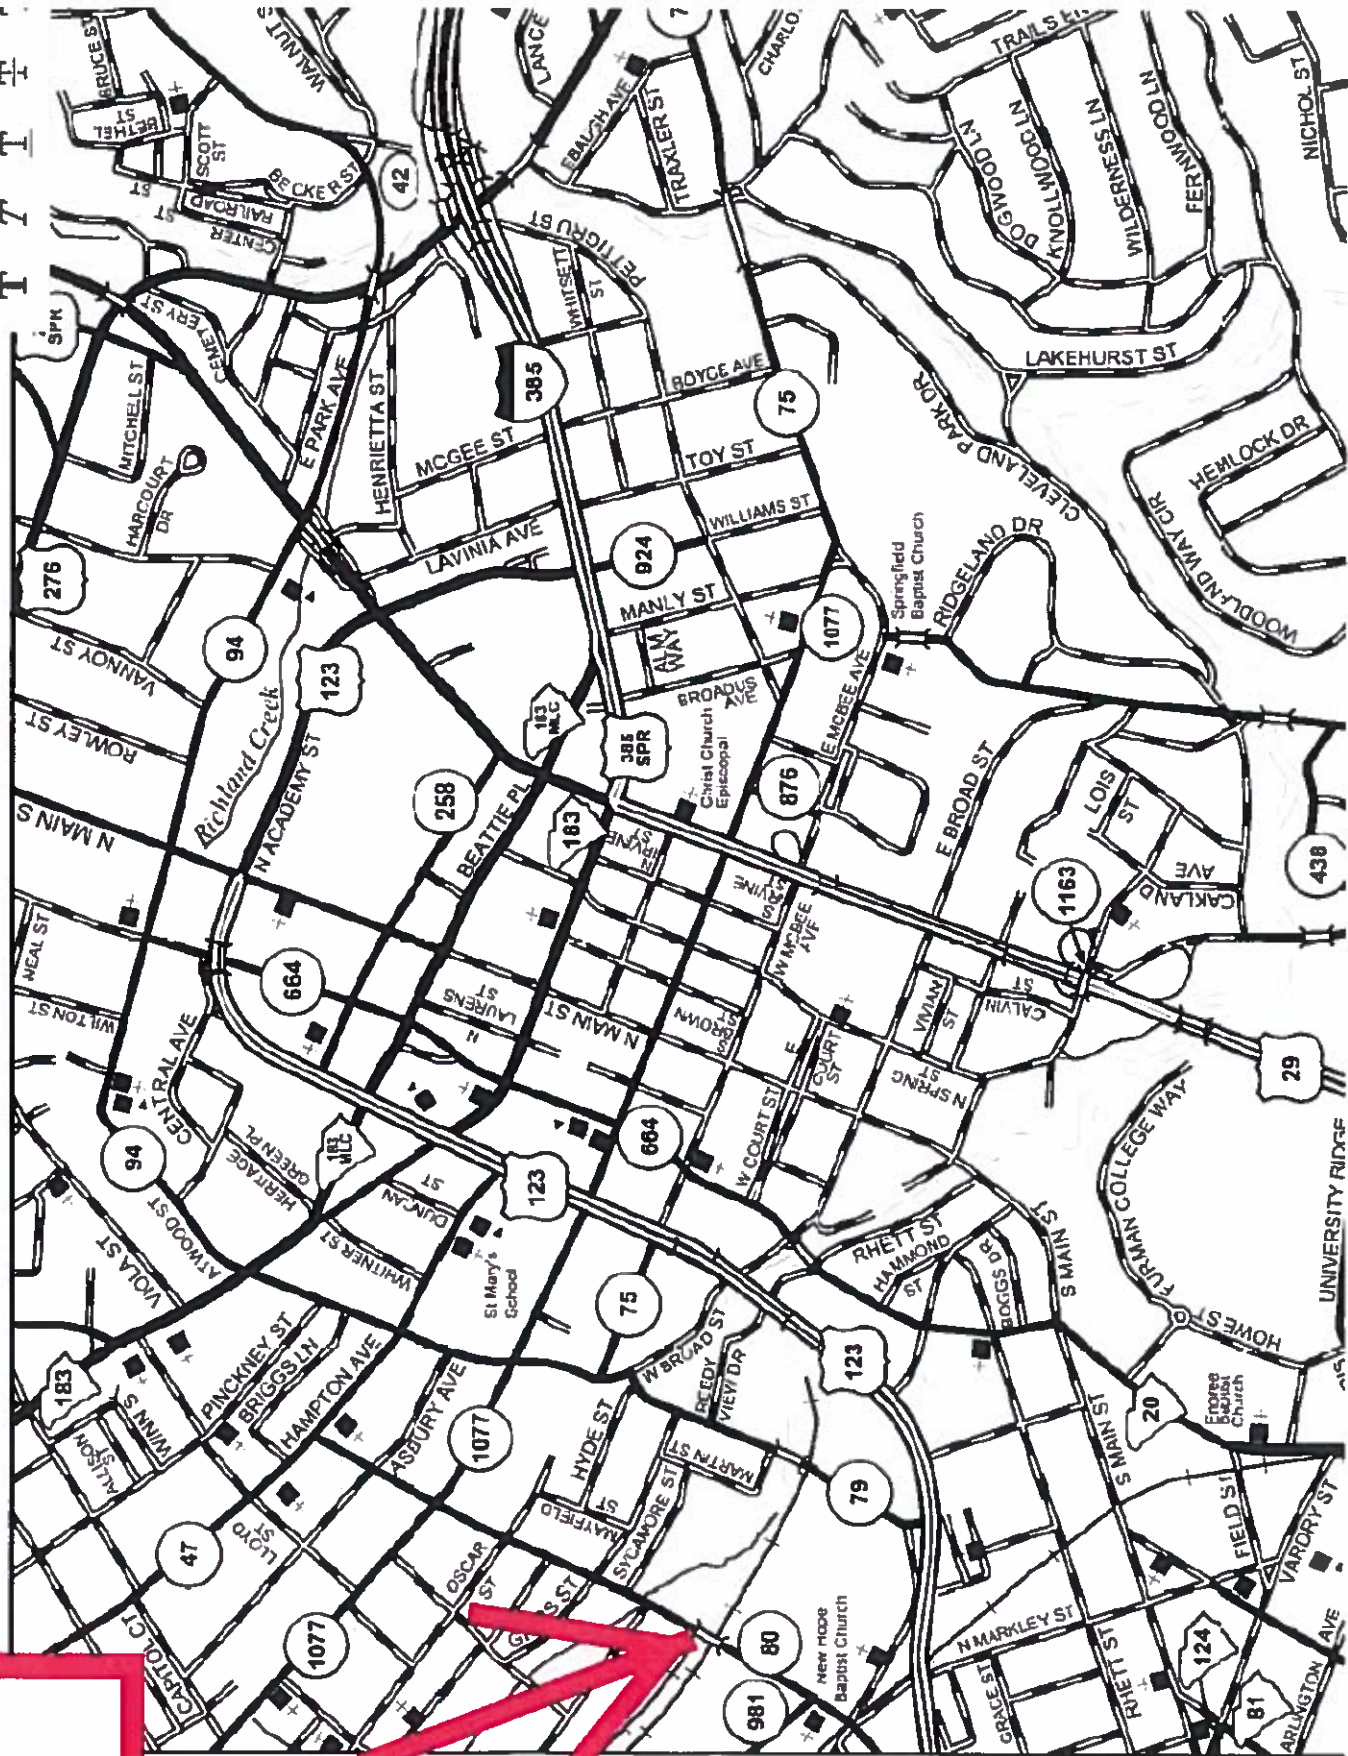 BRUCE ST
BETHEL
ST
SCOTT
ST
BECKER ST
RAILROAD
ST
CENTER
ST
WALNUT
LANCE
CHARLO
TRAILS
EBAUGH AVE
TRAXLER ST
DOGWOOD LN
KNOLLWOOD LN
WILDERNESS LN
FERNWOOD LN
NICHOL ST
42
SPR
CEMETERY ST
MITCHELL ST
HARCOURT
DR
E PARK AVE
HENRIETTA ST
MCGEE ST
LAVINIA AVE
385
PETTIGRU ST
WHITSETT
ST
BOYCE AVE
75
TOY ST
WILLIAMS ST
CLEVELAND PARK DR
LAKEHURST ST
HEMLOCK DR
WOODLAND WAY CIR
276
VANNOY ST
94
123
ROWLEY ST
Richland Creek
N ACADEMY ST
N MAIN S
924
MANLY ST
ALM
WAY
BROADUS
AVE
183
MLC
385
SPR
Christ Church
Episcopal
1077
E MCBEE AVE
Springfield
Baptist Church
RIDGELAND DR
258
BEATTIE PL
183
N IRVINE
ST
876
S IRVINE
ST
W MCBEE
AVE
E BROAD ST
LOIS
ST
1163
OAKLAND
AVE
438
NEAL ST
WILTON ST
664
CENTRAL AVE
N
LAURENS
ST
N MAIN ST
S BROWN
ST
E
COURT
ST
W COURT ST
VIVIAN
ST
CALVIN
ST
N SPRING
ST
29
94
HERITAGE
GREEN PL
183
MLC
DUNCAN
ST
WHITNER ST
ATWOOD ST
VIOLA ST
123
664
St Mary's
School
75
RHETT ST
HAMMOND
ST
BOGGS DR
S MAIN ST
FURMAN COLLEGE WAY
HOWE ST
UNIVERSITY RIDGE
183
ALLISON
ST
WINN S
PINCKNEY ST
BRIGGS LN
HAMPTON AVE
ASBURY AVE
1077
W BROAD ST
REEDY
VIEW DR
HYDE ST
MARTIN ST
123
79
S MAIN ST
20
Enoree
Baptist
Church
47
LLOYD
ST
MAYFIELD
ST
SYCAMORE ST
OSCAR
ST
FIELD ST
VARDRY ST
CAPITOL CT
1077
80
981
New Hope
Baptist Church
N MARKLEY ST
GRACE ST
RHETT ST
124
81
ARLINGTON AVE